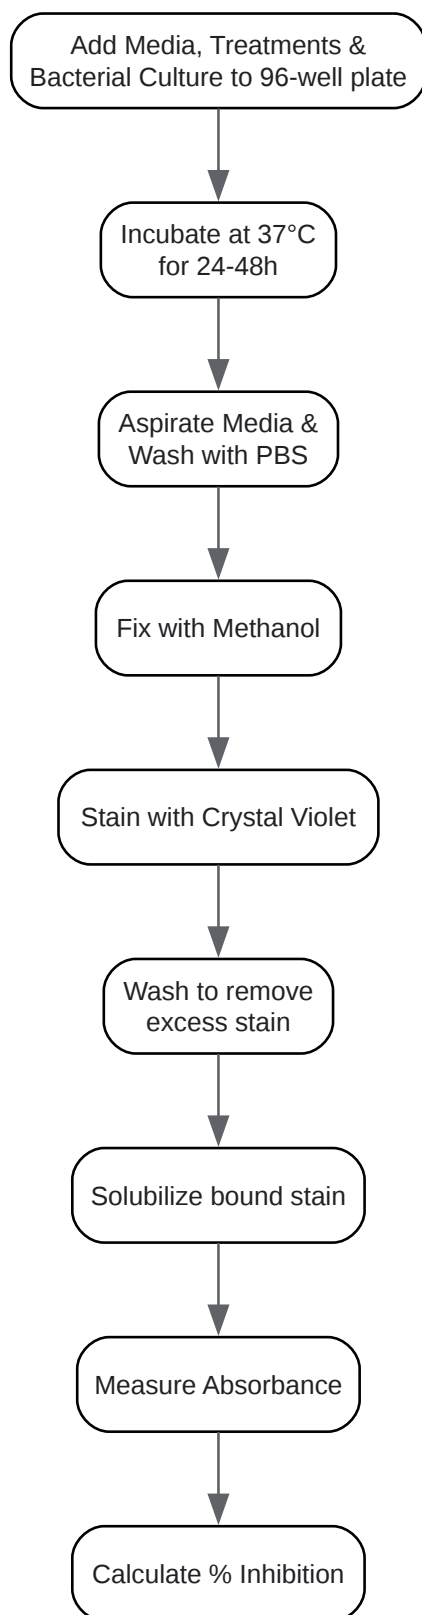 Add Media, Treatments &
Bacterial Culture to 96-well plate
Incubate at 37°C
for 24-48h
Aspirate Media &
Wash with PBS
Fix with Methanol
Stain with Crystal Violet
Wash to remove
excess stain
Solubilize bound stain
Measure Absorbance
Calculate % Inhibition